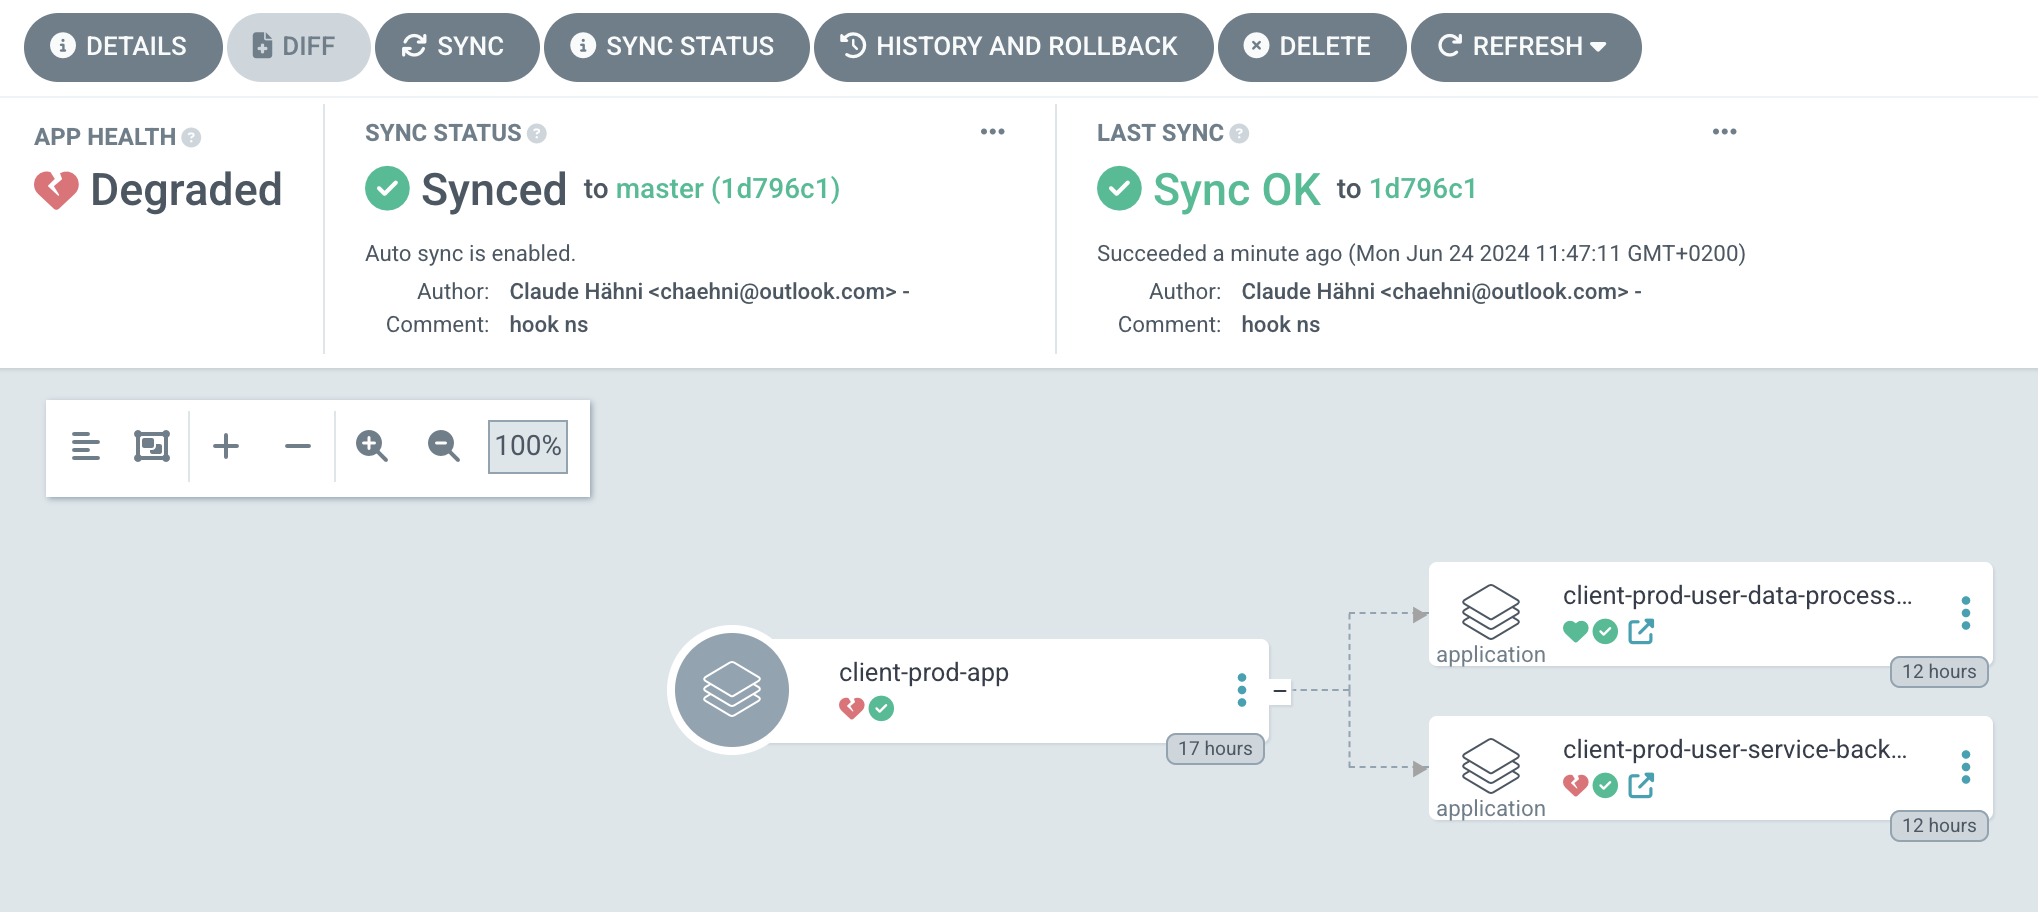 DETAILS DIFF SYNC SYNC STATUS HISTORY AND ROLLBACK DELETE REFRESH
APP HEALTH
Degraded
SYNC STATUS
Synced to master (1d796c1)
Auto sync is enabled.
Author: Claude Hähni <chaehni@outlook.com> -
Comment: hook ns
LAST SYNC
Sync OK to 1d796c1
Succeeded a minute ago (Mon Jun 24 2024 11:47:11 GMT+0200)
Author: Claude Hähni <chaehni@outlook.com> -
Comment: hook ns
100%
client-prod-app
17 hours
client-prod-user-data-process...
application
12 hours
client-prod-user-service-back...
application
12 hours